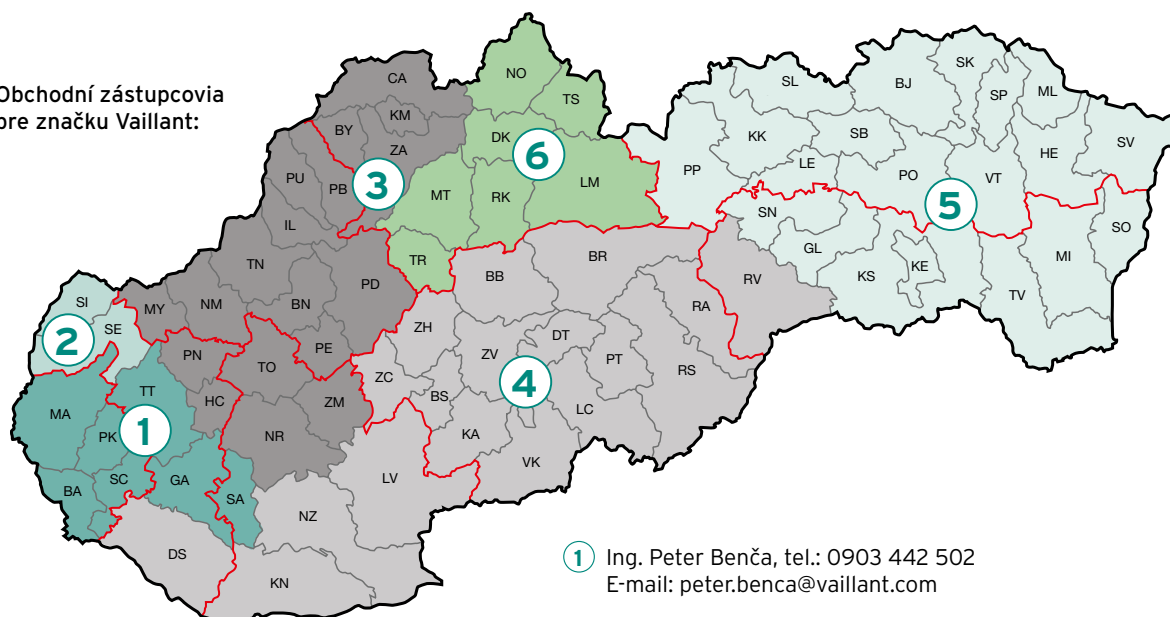 Obchodní zástupcovia
pre značku Vaillant:
CA
NO
TS
BY
KM
ZA
DK
6
PU
PB
3
MT
RK
LM
IL
TR
TN
BN
PD
SI
SE
2
MY
NM
PE
PN
TO
HC
ZM
NR
MA
TT
PK
1
SC
GA
SA
BA
DS
NZ
KN
LV
BB
BR
ZH
ZV
DT
RA
RV
ZC
BS
4
PT
RS
LC
KA
VK
SL
BJ
SK
SP
ML
KK
SB
HE
SV
PP
LE
PO
VT
5
SN
GL
KS
KE
TV
MI
SO
1 Ing. Peter Benča, tel.: 0903 442 502
E-mail: peter.benca@vaillant.com